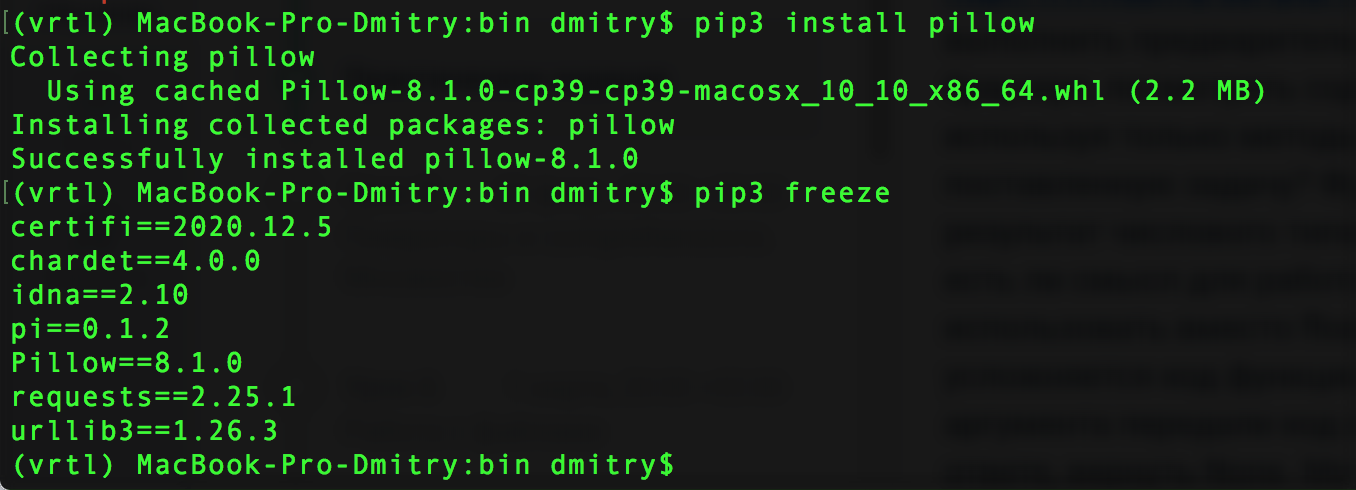 [(vrtl) MacBook-Pro-Dmitry:bin dmitry$ pip3 install pillow
Collecting pillow
  Using cached Pillow-8.1.0-cp39-cp39-macosx_10_10_x86_64.whl (2.2 MB)
Installing collected packages: pillow
Successfully installed pillow-8.1.0
[(vrtl) MacBook-Pro-Dmitry:bin dmitry$ pip3 freeze
certifi==2020.12.5
chardet==4.0.0
idna==2.10
pi==0.1.2
Pillow==8.1.0
requests==2.25.1
urllib3==1.26.3
(vrtl) MacBook-Pro-Dmitry:bin dmitry$